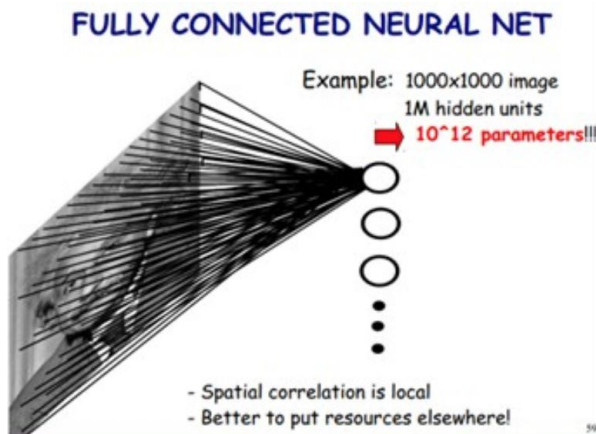 FULLY CONNECTED NEURAL NET
Example: 1000x1000 image
1M hidden units
10^12 parameters!!!
- Spatial correlation is local
- Better to put resources elsewhere!
59